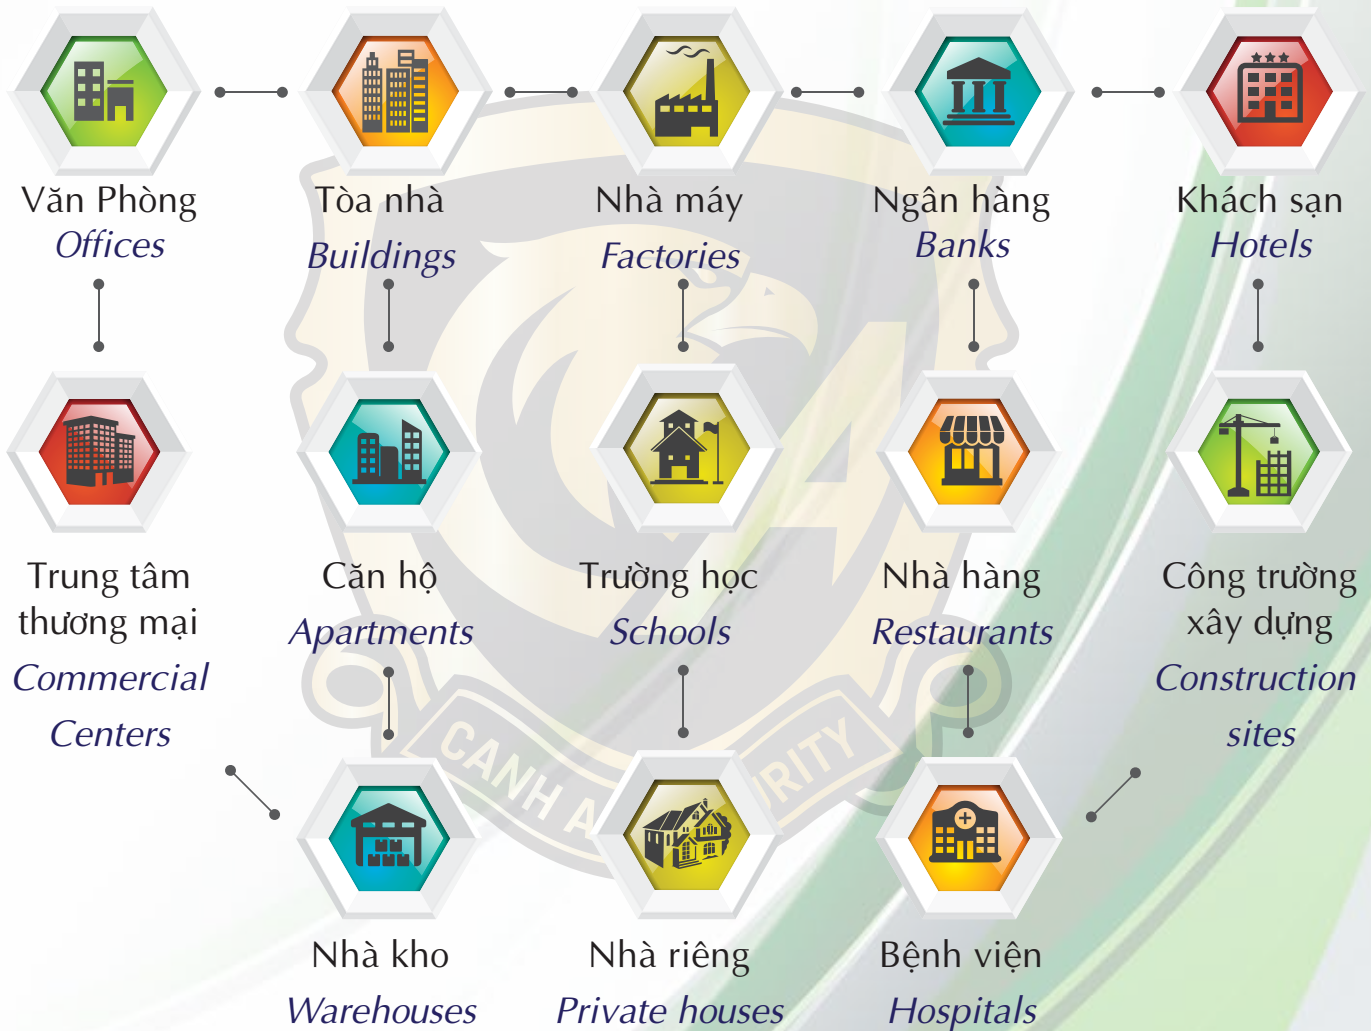 Văn Phòng
Offices
Tòa nhà
Buildings
Nhà máy
Factories
Ngân hàng
Banks
Khách sạn
Hotels
Trung tâm
thương mại
Commercial
Centers
Căn hộ
Apartments
Trường học
Schools
Nhà hàng
Restaurants
Công trường
xây dựng
Construction
sites
CANH A
RITY
Nhà kho
Warehouses
Nhà riêng
Private houses
Bệnh viện
Hospitals